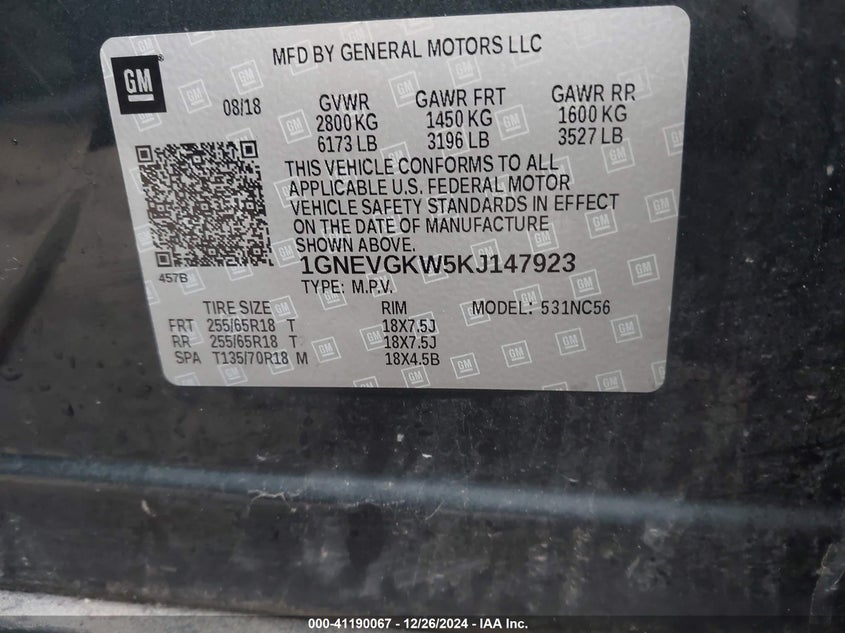 MFD BY GENERAL MOTORS LLC
GM
08/18
GVWR GAWR FRT GAWR RR
2800 KG 1450 KG 1600 KG
6173 LB 3196 LB 3527 LB
THIS VEHICLE CONFORMS TO ALL
APPLICABLE U.S. FEDERAL MOTOR
VEHICLE SAFETY STANDARDS IN EFFECT
ON THE DATE OF MANUFACTURE
SHOWN ABOVE.
457B
1GNEVGKW5KJ147923
TYPE: M.P.V.
TIRE SIZE RIM MODEL: 531NC56
FRT 255/65R18 T 18X7.5J
RR 255/65R18 T 18X7.5J
SPA T135/70R18 M 18X4.5B
000-41190067 - 12/26/2024 - IAA Inc.